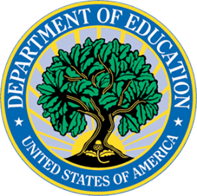 DEPARTMENT OF EDUCATION
UNITED STATES OF AMERICA